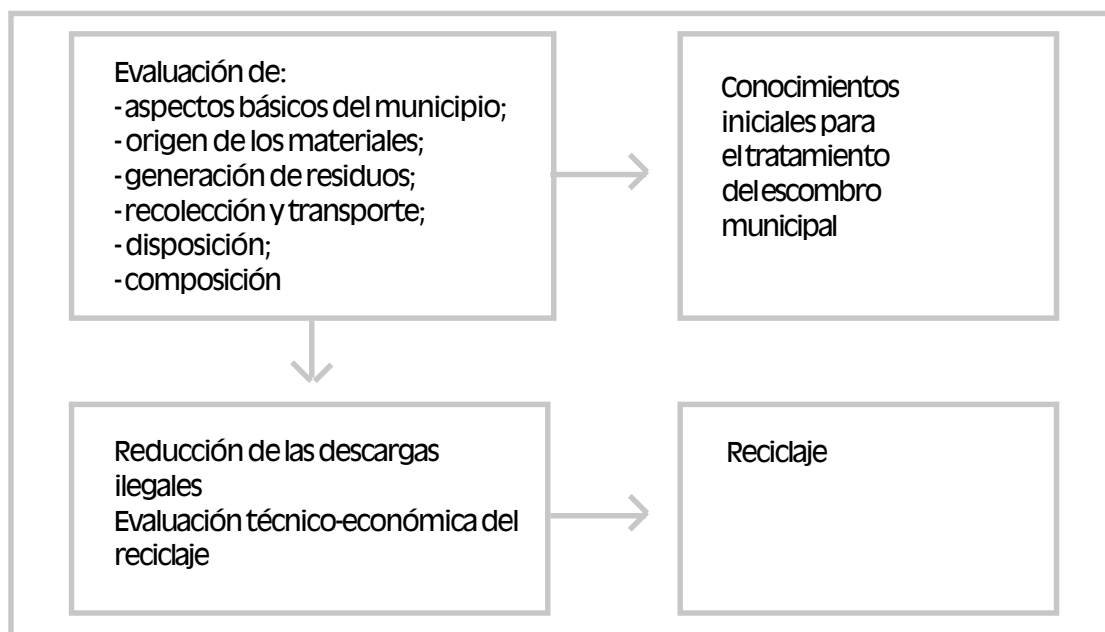 Evaluación de:
- aspectos básicos del municipio;
- origen de los materiales;
- generación de residuos;
- recolección y transporte;
- disposición;
- composición
Conocimientos
iniciales para
el tratamiento
del escombro
municipal
Reducción de las descargas
ilegales
Evaluación técnico-económica del
reciclaje
Reciclaje